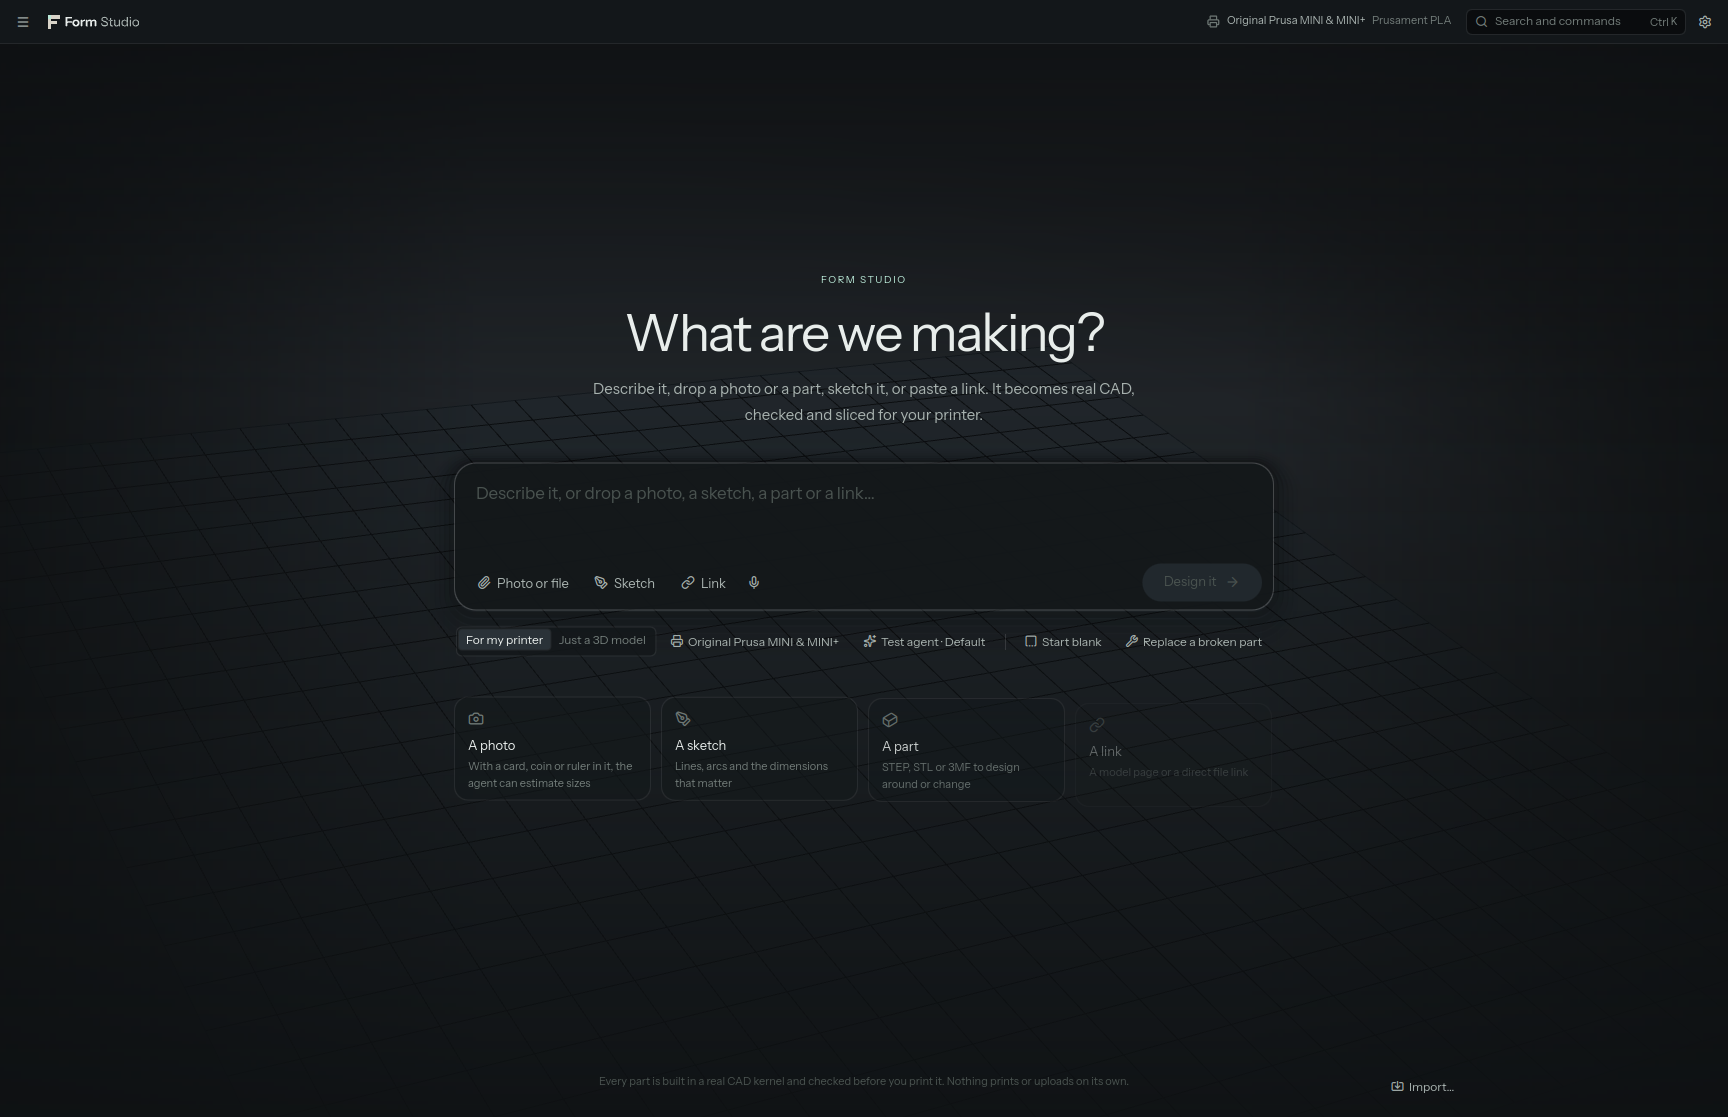 Form Studio
Original Prusa MINI & MINI+ Prusament PLA
Search and commands Ctrl K
FORM STUDIO
What are we making?
Describe it, drop a photo or a part, sketch it, or paste a link. It becomes real CAD,
checked and sliced for your printer.
Describe it, or drop a photo, a sketch, a part or a link...
Photo or file
Sketch
Link
Design it
For my printer
Just a 3D model
Original Prusa MINI & MINI+
Test agent · Default
Start blank
Replace a broken part
A photo
With a card, coin or ruler in it, the
agent can estimate sizes
A sketch
Lines, arcs and the dimensions
that matter
A part
STEP, STL or 3MF to design
around or change
A link
A model page or a direct file link
Every part is built in a real CAD kernel and checked before you print it. Nothing prints or uploads on its own.
Import...